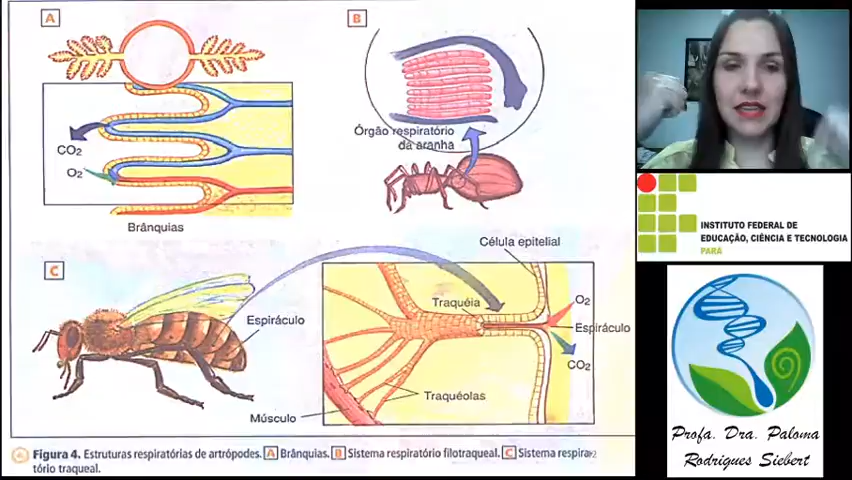 A
B
CO2
O2
Brânquias
Órgão respiratório
da aranha
C
Espiráculo
Célula epitelial
Traquéia
O2
Espiráculo
CO2
Traquéolas
Músculo
Figura 4. Estruturas respiratórias de artrópodes. A Brânquias. B Sistema respiratório filotraqueal. C Sistema respira-
tório traqueal.
INSTITUTO FEDERAL DE
EDUCAÇÃO, CIÊNCIA E TECNOLOGIA
PARÁ
Profa. Dra. Paloma
Rodrigues Siebert